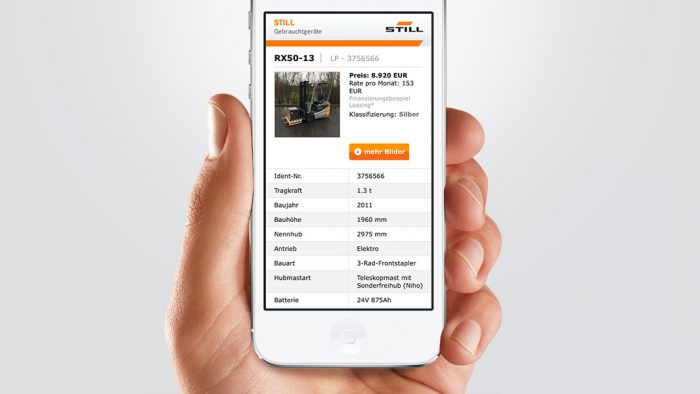 STILL
Gebrauchtgeräte
STILL
RX50-13 | LP - 3756566
Preis: 8.920 EUR
Rate pro Monat: 153
EUR
Finanzierungsbeispiel
Leasing*
Klassifizierung: Silber
mehr Bilder
Ident-Nr. 3756566
Tragkraft 1.3 t
Baujahr 2011
Bauhöhe 1960 mm
Nennhub 2975 mm
Antrieb Elektro
Bauart 3-Rad-Frontstapler
Hubmastart Teleskopmast mit
Sonderfreihub (Niho)
Batterie 24V 875Ah